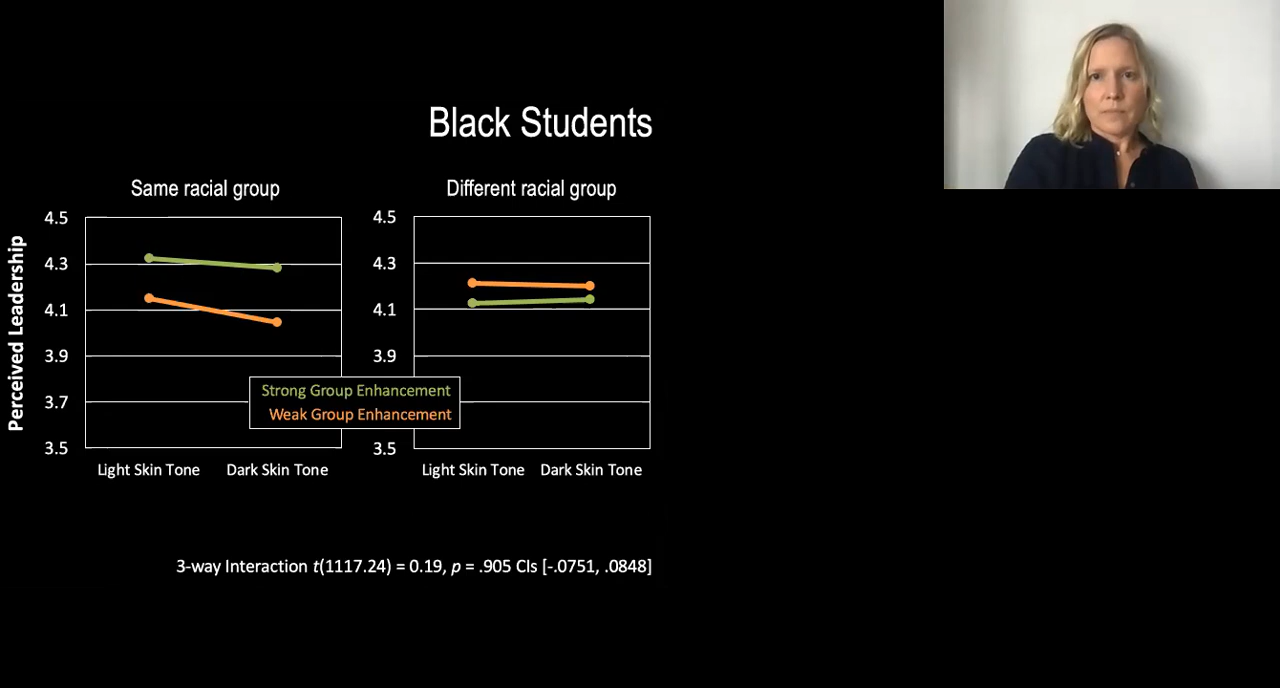 Black Students
Same racial group
Different racial group
Perceived Leadership
4.5
4.3
4.1
3.9
3.7
3.5
4.5
4.3
4.1
3.9
3.5
Strong Group Enhancement
Weak Group Enhancement
Light Skin Tone
Dark Skin Tone
Light Skin Tone
Dark Skin Tone
3-way Interaction t(1117.24) = 0.19, p = .905 CIs [-.0751, .0848]